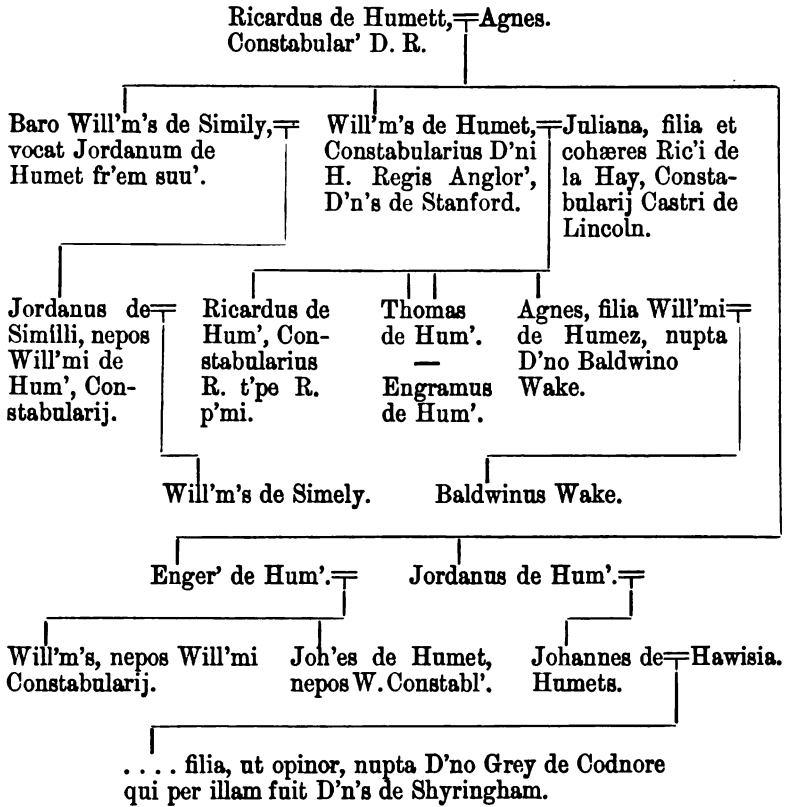 Ricardus de Humett, Agnes.
Constabular' D. R.
Baro Will'm's de Simily,
vocat Jordanum de
Humet fr'em suu'.
Will'm's de Humet,
Constabularius D'ni
H. Regis Anglor',
D'n's de Stanford.
Juliana, filia et
cohæres Ric'i de
la Hay, Consta-
bularij Castri de
Lincoln.
Jordanus de
Similli, nepos
Will'mi de
Hum', Con-
stabularij.
Ricardus de
Hum', Con-
stabularius
R. t'pe R.
p'mi.
Thomas
de Hum'.
—
Engramus
de Hum'.
Agnes, filia Will'mi
de Humez, nupta
D'no Baldwino
Wake.
Will'm's de Simely.
Baldwinus Wake.
Enger' de Hum'.
Jordanus de Hum'.
Will'm's, nepos Will'mi
Constabularij.
Joh'es de Humet,
nepos W. Constabl'.
Johannes de
Humets.
Hawisia.
. . . . filia, ut opinor, nupta D'no Grey de Codnore
qui per illam fuit D'n's de Shyringham.